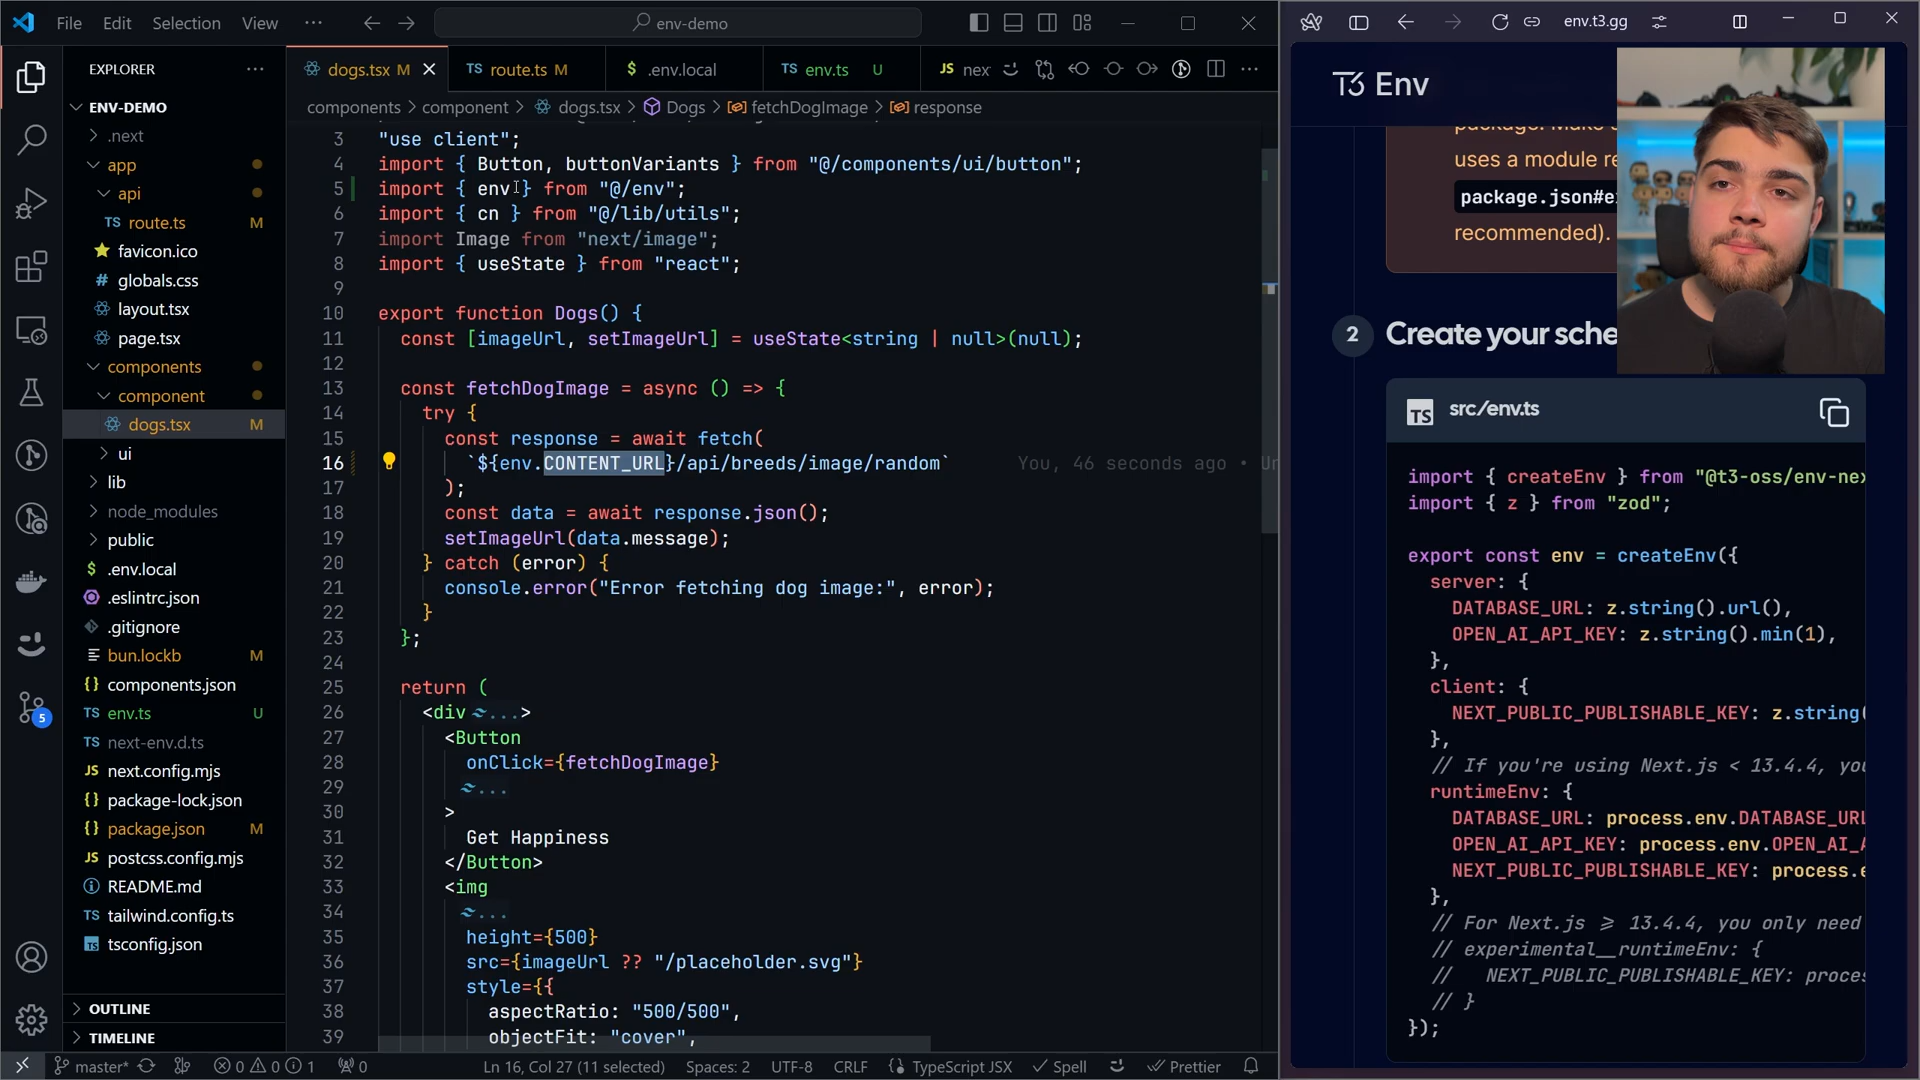 File Edit Selection View ··· env-demo
EXPLORER ···
ENV-DEMO
.next
app
api
TS route.ts M
favicon.ico
# globals.css
layout.tsx
page.tsx
components
component
dogs.tsx M
ui
lib
node_modules
public
$ .env.local
.eslintrc.json
.gitignore
bun.lockb M
{} components.json
TS env.ts U
TS next-env.d.ts
JS next.config.mjs
{} package-lock.json
{} package.json M
JS postcss.config.mjs
README.md
TS tailwind.config.ts
TS tsconfig.json
OUTLINE
TIMELINE
dogs.tsx M TS route.ts M $ .env.local TS env.ts U JS nex ···
components > component > dogs.tsx > Dogs > fetchDogImage > response
3 "use client";
4 import { Button, buttonVariants } from "@/components/ui/button";
5 import { env } from "@/env";
6 import { cn } from "@/lib/utils";
7 import Image from "next/image";
8 import { useState } from "react";
9
10 export function Dogs() {
11 const [imageUrl, setImageUrl] = useState<string | null>(null);
12
13 const fetchDogImage = async () => {
14 try {
15 const response = await fetch(
16 `${env.CONTENT_URL}/api/breeds/image/random` You, 46 seconds ago • Un
17 );
18 const data = await response.json();
19 setImageUrl(data.message);
20 } catch (error) {
21 console.error("Error fetching dog image:", error);
22 }
23 };
24
25 return (
26 <div ...>
27 <Button
28 onClick={fetchDogImage}
29 ...
30 >
31 Get Happiness
32 </Button>
33 <img
34 ...
35 height={500}
36 src={imageUrl ?? "/placeholder.svg"}
37 style={{
38 aspectRatio: "500/500",
39 objectFit: "cover",
5
master* 0 0 1 0 Ln 16, Col 27 (11 selected) Spaces: 2 UTF-8 CRLF TypeScript JSX Spell Prettier
env.t3.gg
T3 Env
package. Make
uses a module re
package.json#e
recommended).
2 Create your sche
TS src/env.ts
import { createEnv } from "@t3-oss/env-nex
import { z } from "zod";
export const env = createEnv({
server: {
DATABASE_URL: z.string().url(),
OPEN_AI_API_KEY: z.string().min(1),
},
client: {
NEXT_PUBLIC_PUBLISHABLE_KEY: z.string(
},
// If you're using Next.js < 13.4.4, you
runtimeEnv: {
DATABASE_URL: process.env.DATABASE_URL
OPEN_AI_API_KEY: process.env.OPEN_AI_A
NEXT_PUBLIC_PUBLISHABLE_KEY: process.e
},
// For Next.js >= 13.4.4, you only need
// experimental__runtimeEnv: {
// NEXT_PUBLIC_PUBLISHABLE_KEY: proces
// }
});